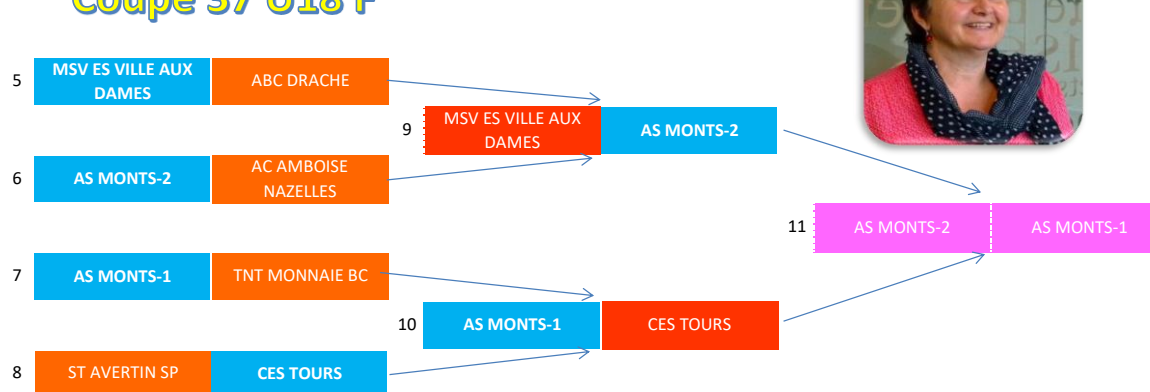 Coupe 37 U18 F
5
MSV ES VILLE AUX
DAMES
ABC DRACHE
9
MSV ES VILLE AUX
DAMES
AS MONTS-2
6
AS MONTS-2
AC AMBOISE
NAZELLES
11
AS MONTS-2
AS MONTS-1
7
AS MONTS-1
TNT MONNAIE BC
10
AS MONTS-1
CES TOURS
8
ST AVERTIN SP
CES TOURS